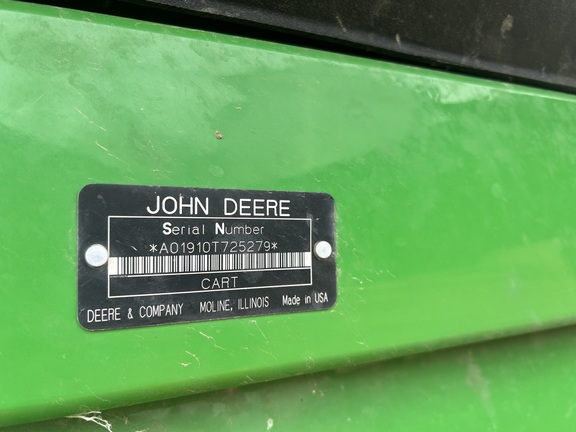 JOHN DEERE
Serial Number
*A01910T725279*
CART
DEERE & COMPANY MOLINE, ILLINOIS Made in USA